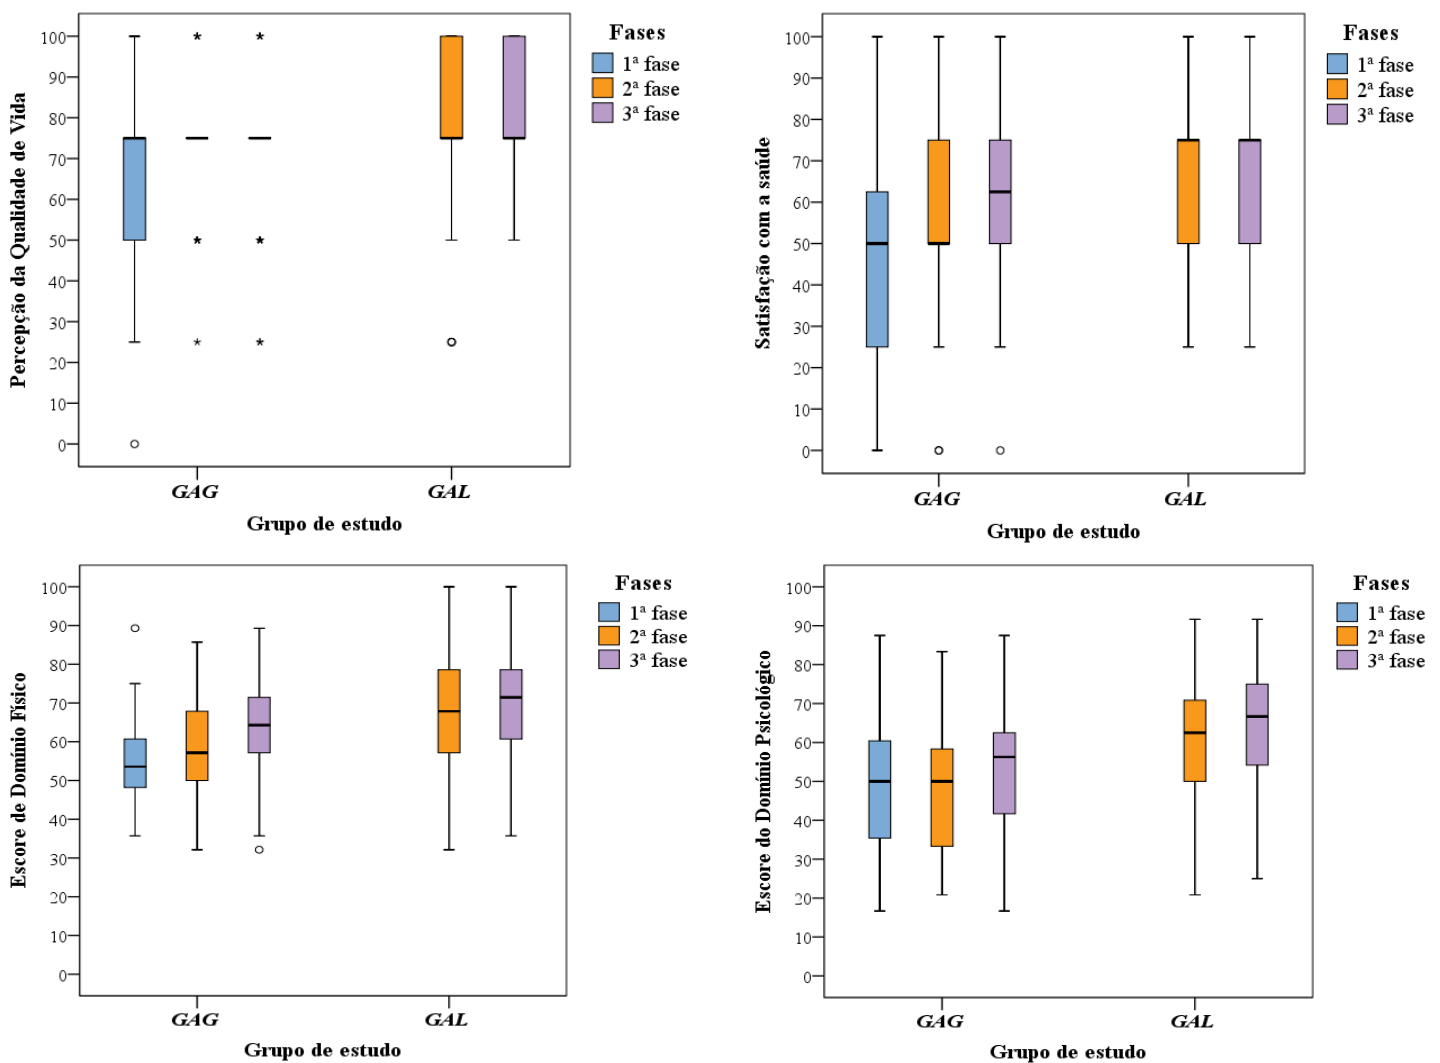 Percepção da Qualidade de Vida
100
90
80
70
60
50
40
30
20
10
0
GAG
GAL
Grupo de estudo
Fases
1ª fase
2ª fase
3ª fase
Satisfação com a saúde
100
90
80
70
60
50
40
30
20
10
0
GAG
GAL
Grupo de estudo
Fases
1ª fase
2ª fase
3ª fase
Escore de Domínio Físico
100
90
80
70
60
50
40
30
20
10
0
GAG
GAL
Grupo de estudo
Fases
1ª fase
2ª fase
3ª fase
Escore do Domínio Psicológico
100
90
80
70
60
50
40
30
20
10
0
GAG
GAL
Grupo de estudo
Fases
1ª fase
2ª fase
3ª fase